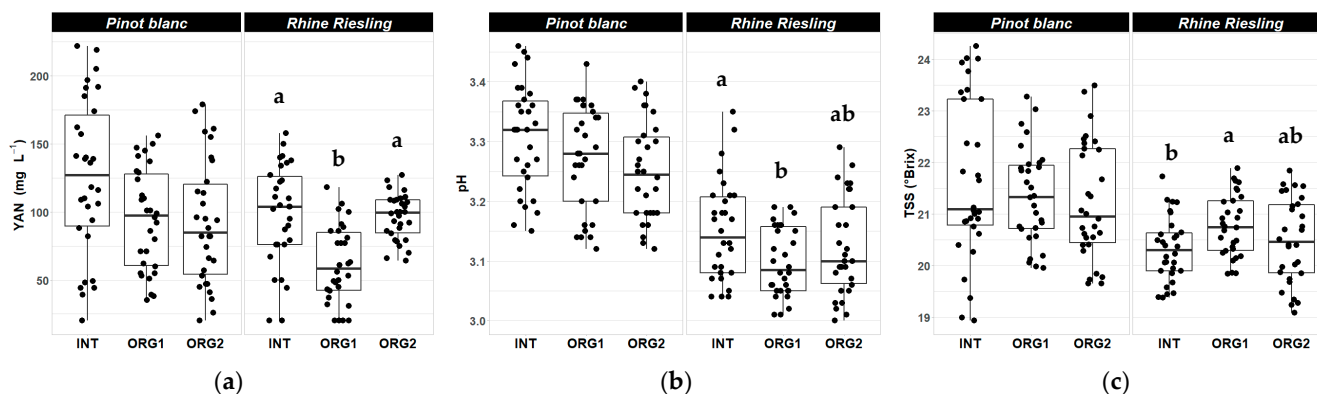 Pinot blanc Rhine Riesling
YAN (mg L⁻¹)
200
150
100
50
a
b
a
INT ORG1 ORG2 INT ORG1 ORG2
(a)
Pinot blanc Rhine Riesling
pH
3.4
3.3
3.2
3.1
3.0
a
b
ab
INT ORG1 ORG2 INT ORG1 ORG2
(b)
Pinot blanc Rhine Riesling
TSS (°Brix)
24
23
22
21
20
19
b
a
ab
INT ORG1 ORG2 INT ORG1 ORG2
(c)